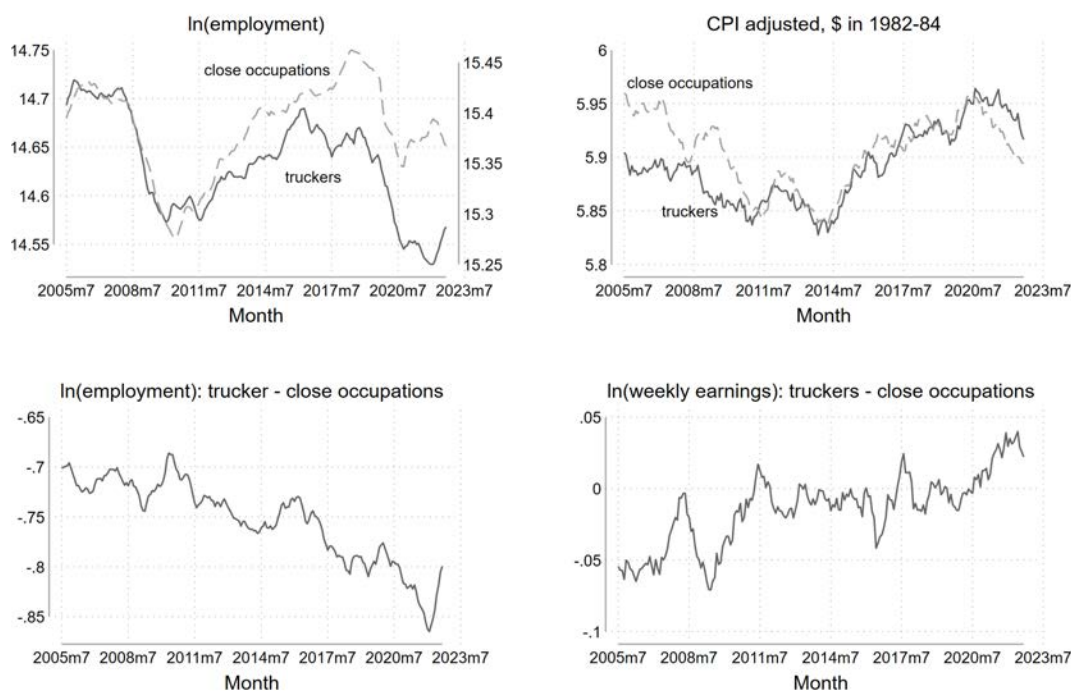 ln(employment)
14.75
14.7
14.65
14.6
14.55
15.45
15.4
15.35
15.3
15.25
close occupations
truckers
2005m7 2008m7 2011m7 2014m7 2017m7 2020m7 2023m7
Month
CPI adjusted, $ in 1982-84
6
5.95
5.9
5.85
5.8
close occupations
truckers
2005m7 2008m7 2011m7 2014m7 2017m7 2020m7 2023m7
Month
ln(employment): trucker - close occupations
-.65
-.7
-.75
-.8
-.85
2005m7 2008m7 2011m7 2014m7 2017m7 2020m7 2023m7
Month
ln(weekly earnings): truckers - close occupations
.05
0
-.05
-.1
2005m7 2008m7 2011m7 2014m7 2017m7 2020m7 2023m7
Month